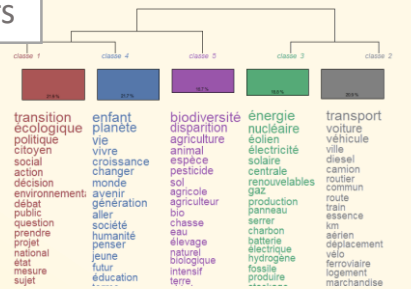 rs
classe 1
classe 4
classe 5
classe 3
classe 2
transition
écologique
politique
citoyen
social
action
décision
environnementa
débat
public
question
prendre
projet
national
état
mesure
sujet
enfant
planète
vie
vivre
croissance
changer
monde
avenir
génération
aller
société
humanité
penser
jeune
futur
éducation
biodiversité
disparition
agriculture
animal
espèce
pesticide
sol
agricole
agriculteur
bio
chasse
eau
élevage
naturel
biologique
intensif
terre
énergie
nucléaire
éolien
électricité
solaire
centrale
renouvelables
gaz
production
panneau
serrer
charbon
batterie
électrique
hydrogène
fossile
produire
transport
voiture
véhicule
ville
diesel
camion
routier
commun
route
train
essence
km
aérien
déplacement
vélo
ferroviaire
logement
marchandise